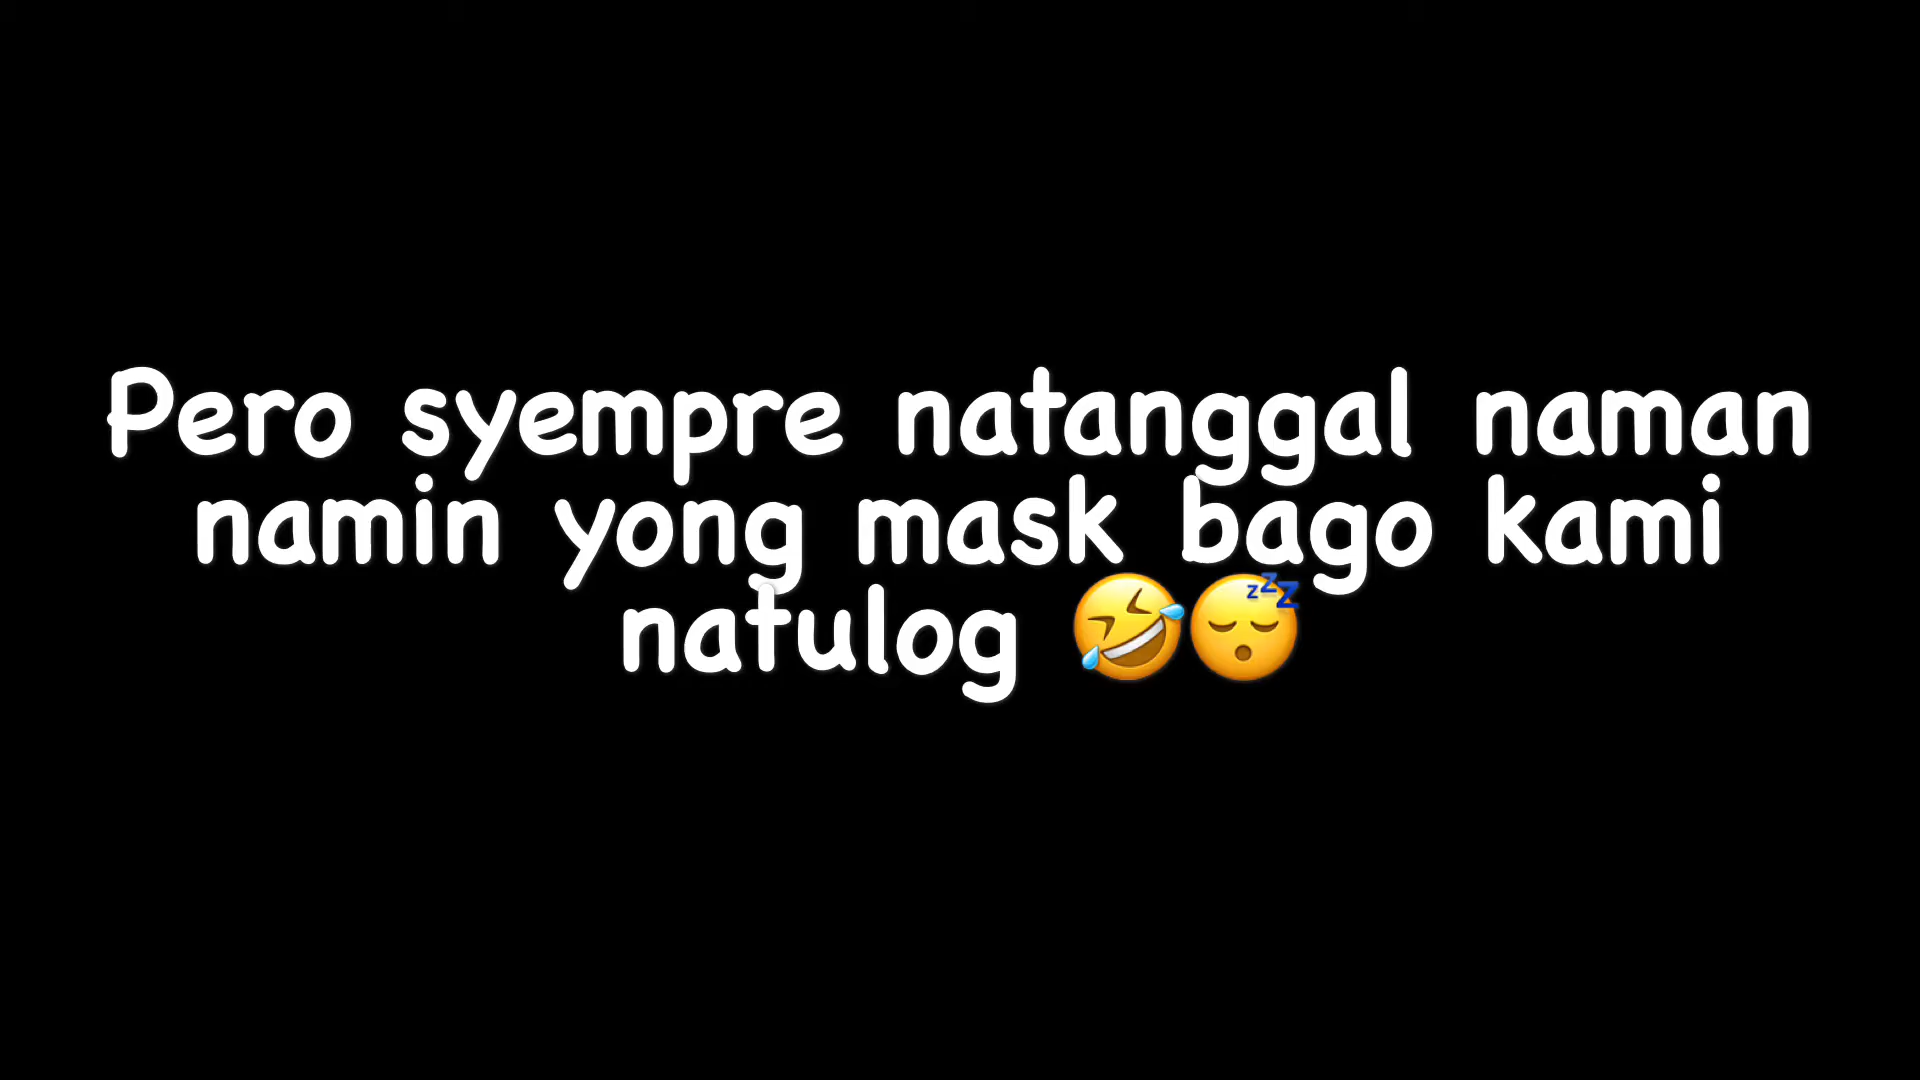 Pero syempre natanggal naman
namin yong mask bago kami
natulog 🤣😴